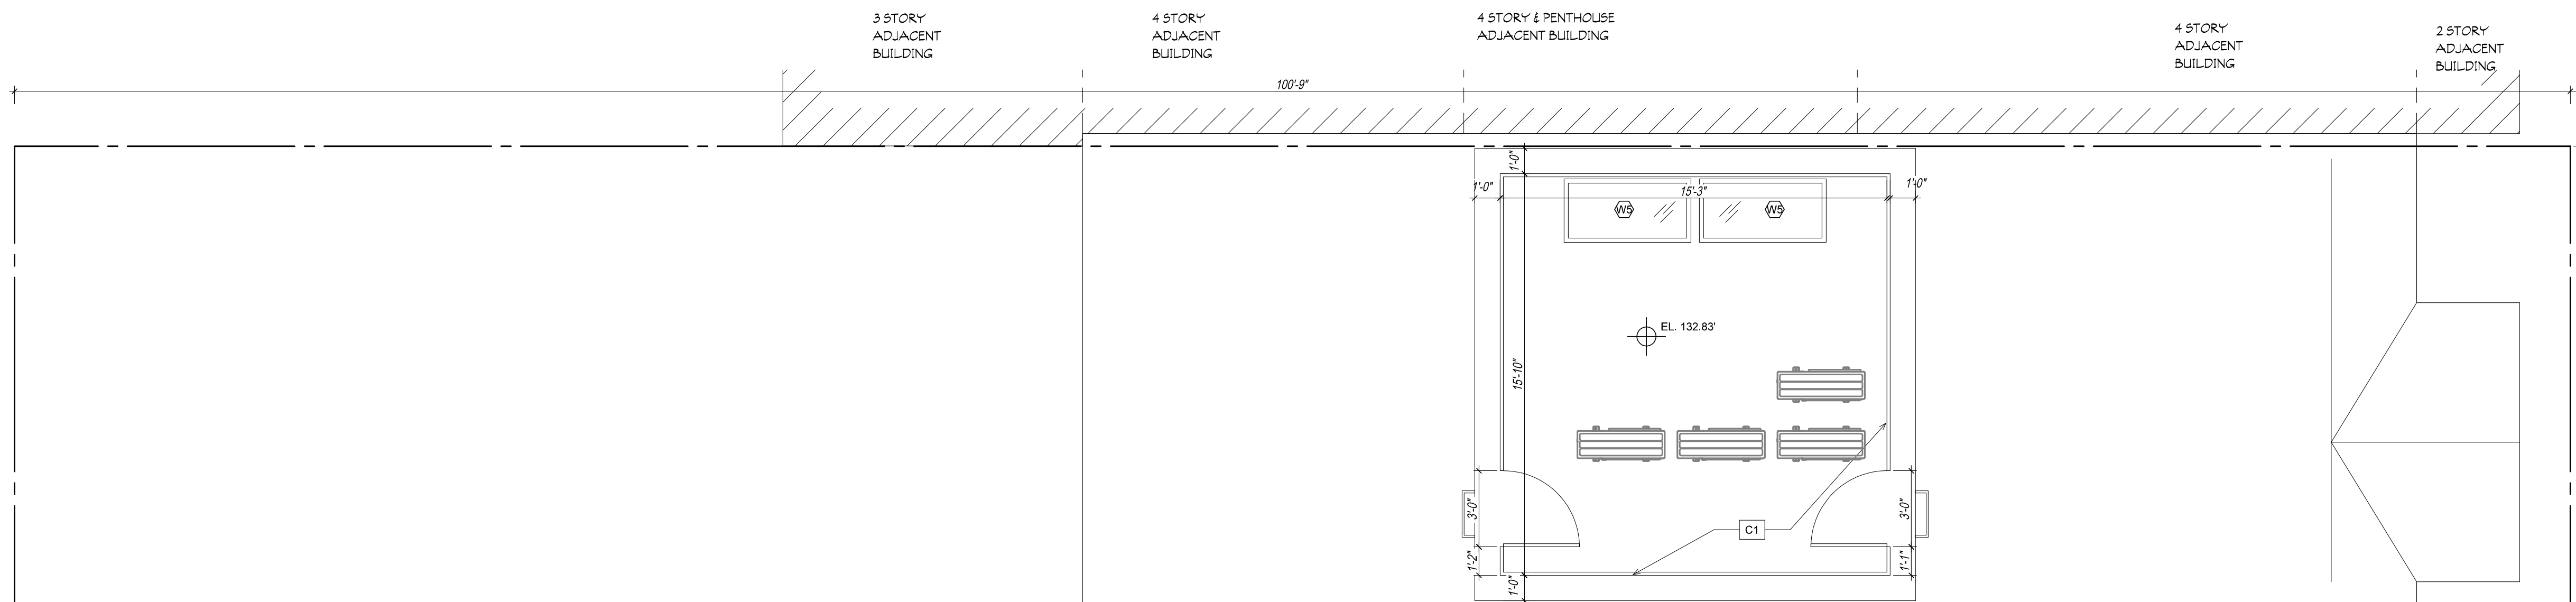 3 STORY
ADJACENT
BUILDING
4 STORY
ADJACENT
BUILDING
4 STORY & PENTHOUSE
ADJACENT BUILDING
4 STORY
ADJACENT
BUILDING
2 STORY
ADJACENT
BUILDING
100'-9"
1'-0"
1'-0"
15'-3"
1'-0"
W5
W5
EL. 132.83'
15'-10"
3'-0"
3'-0"
C1
1'-2"
1'-1"
1'-0"